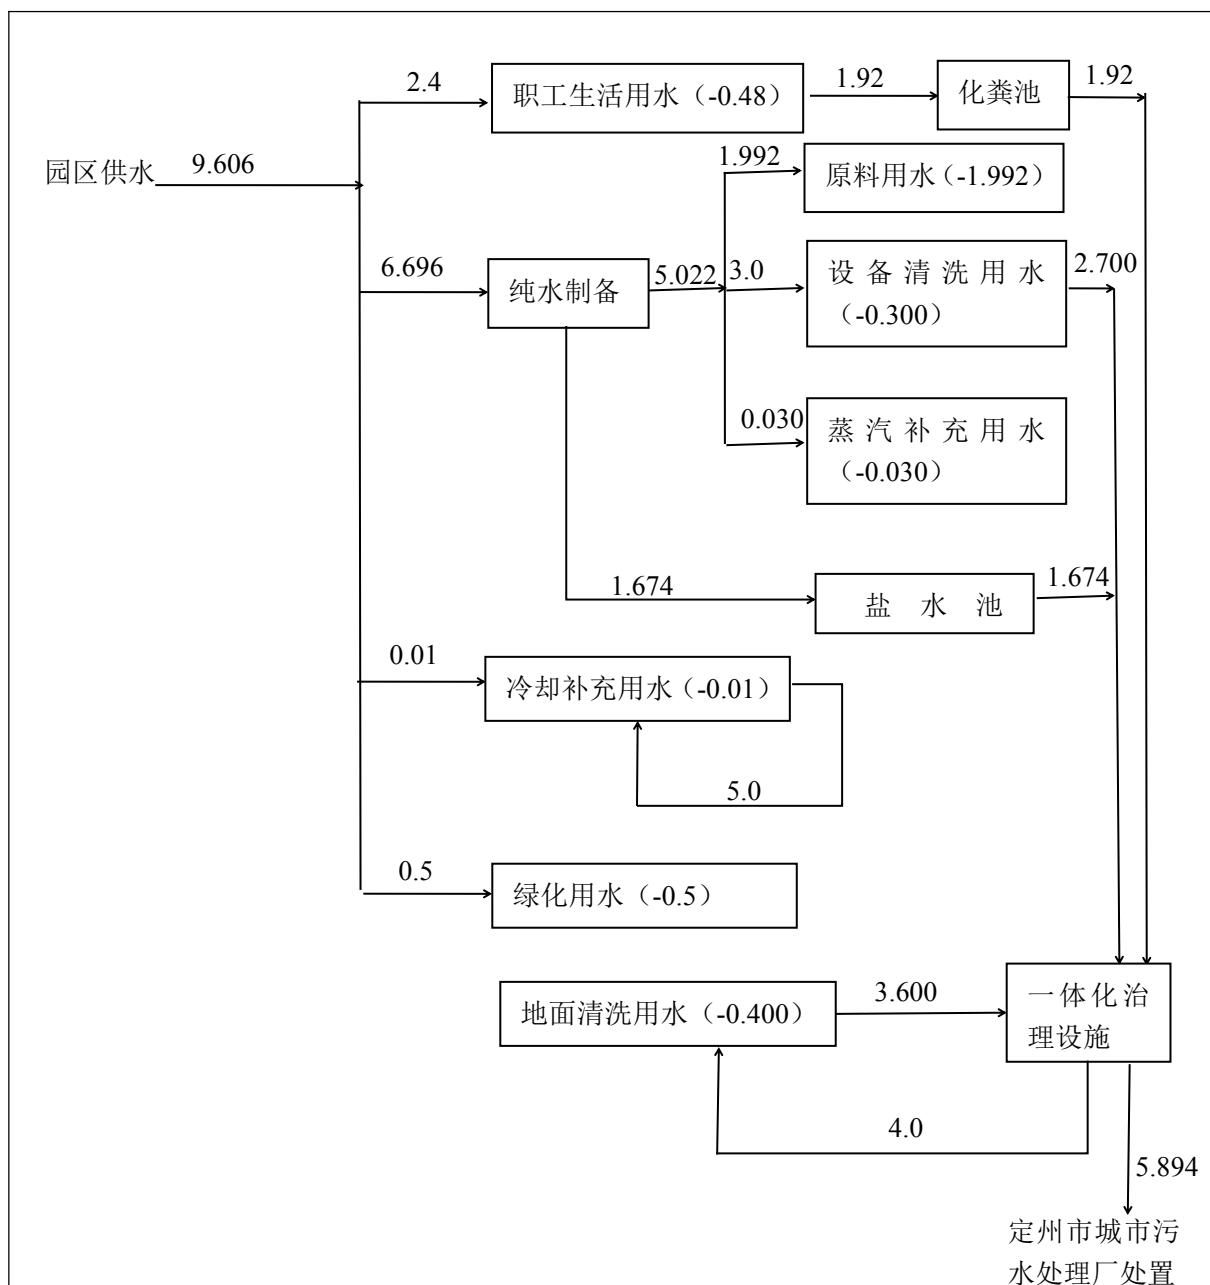 2.4
职工生活用水（-0.48）
1.92
化粪池
1.92
园区供水
9.606
1.992
原料用水（-1.992）
6.696
纯水制备
5.022
3.0
设备清洗用水
（-0.300）
2.700
0.030
蒸汽补充用水
（-0.030）
1.674
盐水池
1.674
0.01
冷却补充用水（-0.01）
5.0
0.5
绿化用水（-0.5）
地面清洗用水（-0.400）
3.600
一体化治
理设施
4.0
5.894
定州市城市污
水处理厂处置